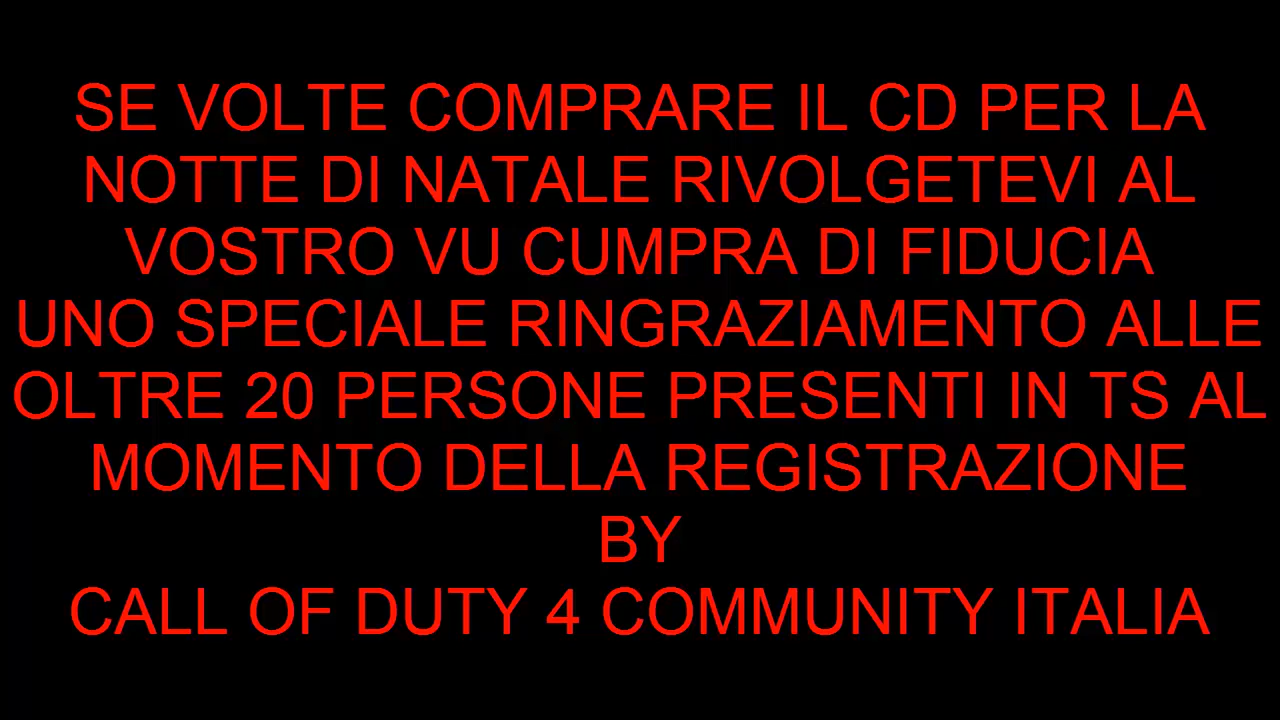 SE VOLTE COMPRARE IL CD PER LA
NOTTE DI NATALE RIVOLGETEVI AL
VOSTRO VU CUMPRA DI FIDUCIA
UNO SPECIALE RINGRAZIAMENTO ALLE
OLTRE 20 PERSONE PRESENTI IN TS AL
MOMENTO DELLA REGISTRAZIONE
BY
CALL OF DUTY 4 COMMUNITY ITALIA